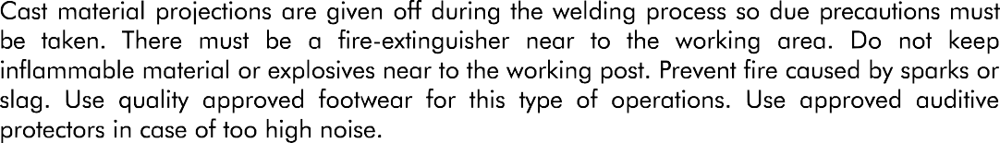 Cast material projections are given off during the welding process so due precautions must
be taken. There must be a fire-extinguisher near to the working area. Do not keep
inflammable material or explosives near to the working post. Prevent fire caused by sparks or
slag. Use quality approved footwear for this type of operations. Use approved auditive
protectors in case of too high noise.